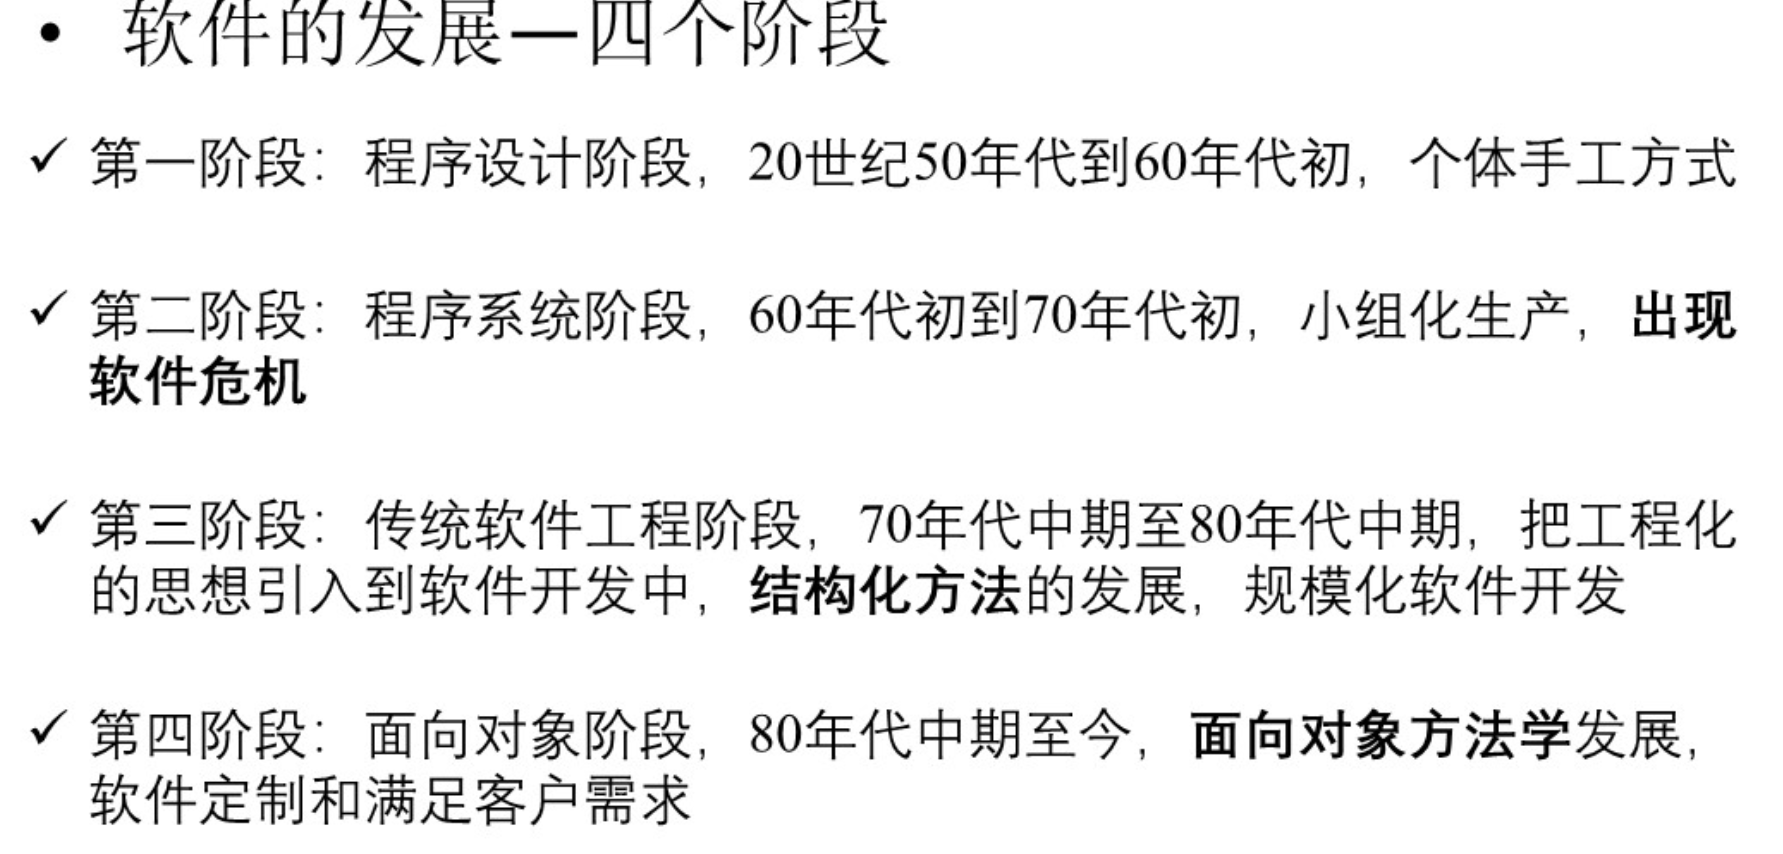 • 软件的发展—四个阶段
✓ 第一阶段：程序设计阶段，20世纪50年代到60年代初，个体手工方式
✓ 第二阶段：程序系统阶段，60年代初到70年代初，小组化生产，出现
软件危机
✓ 第三阶段：传统软件工程阶段，70年代中期至80年代中期，把工程化
的思想引入到软件开发中，结构化方法的发展，规模化软件开发
✓ 第四阶段：面向对象阶段，80年代中期至今，面向对象方法学发展，
软件定制和满足客户需求